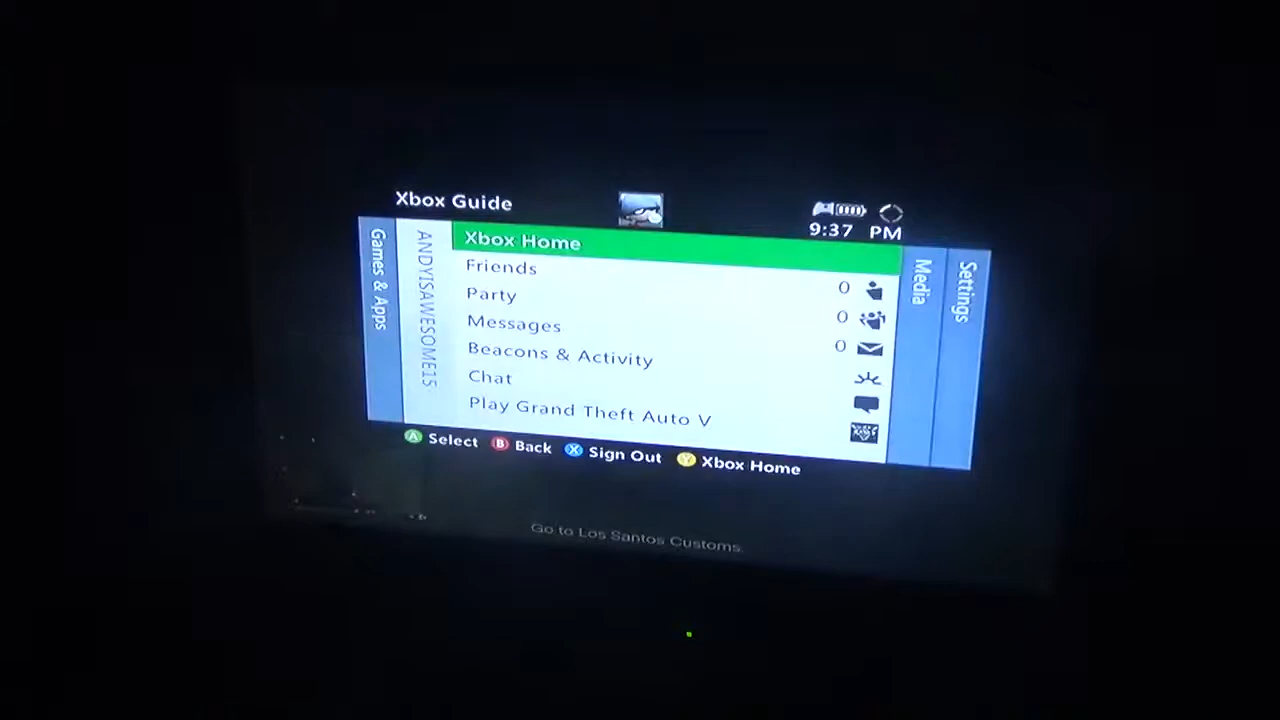 Xbox Guide
9:37 PM
Games & Apps
ANDYISAWESOME15
Xbox Home
Friends 0
Party 0
Messages 0
Beacons & Activity
Chat
Play Grand Theft Auto V
Media
Settings
A Select B Back X Sign Out Y Xbox Home
Go to Los Santos Customs.